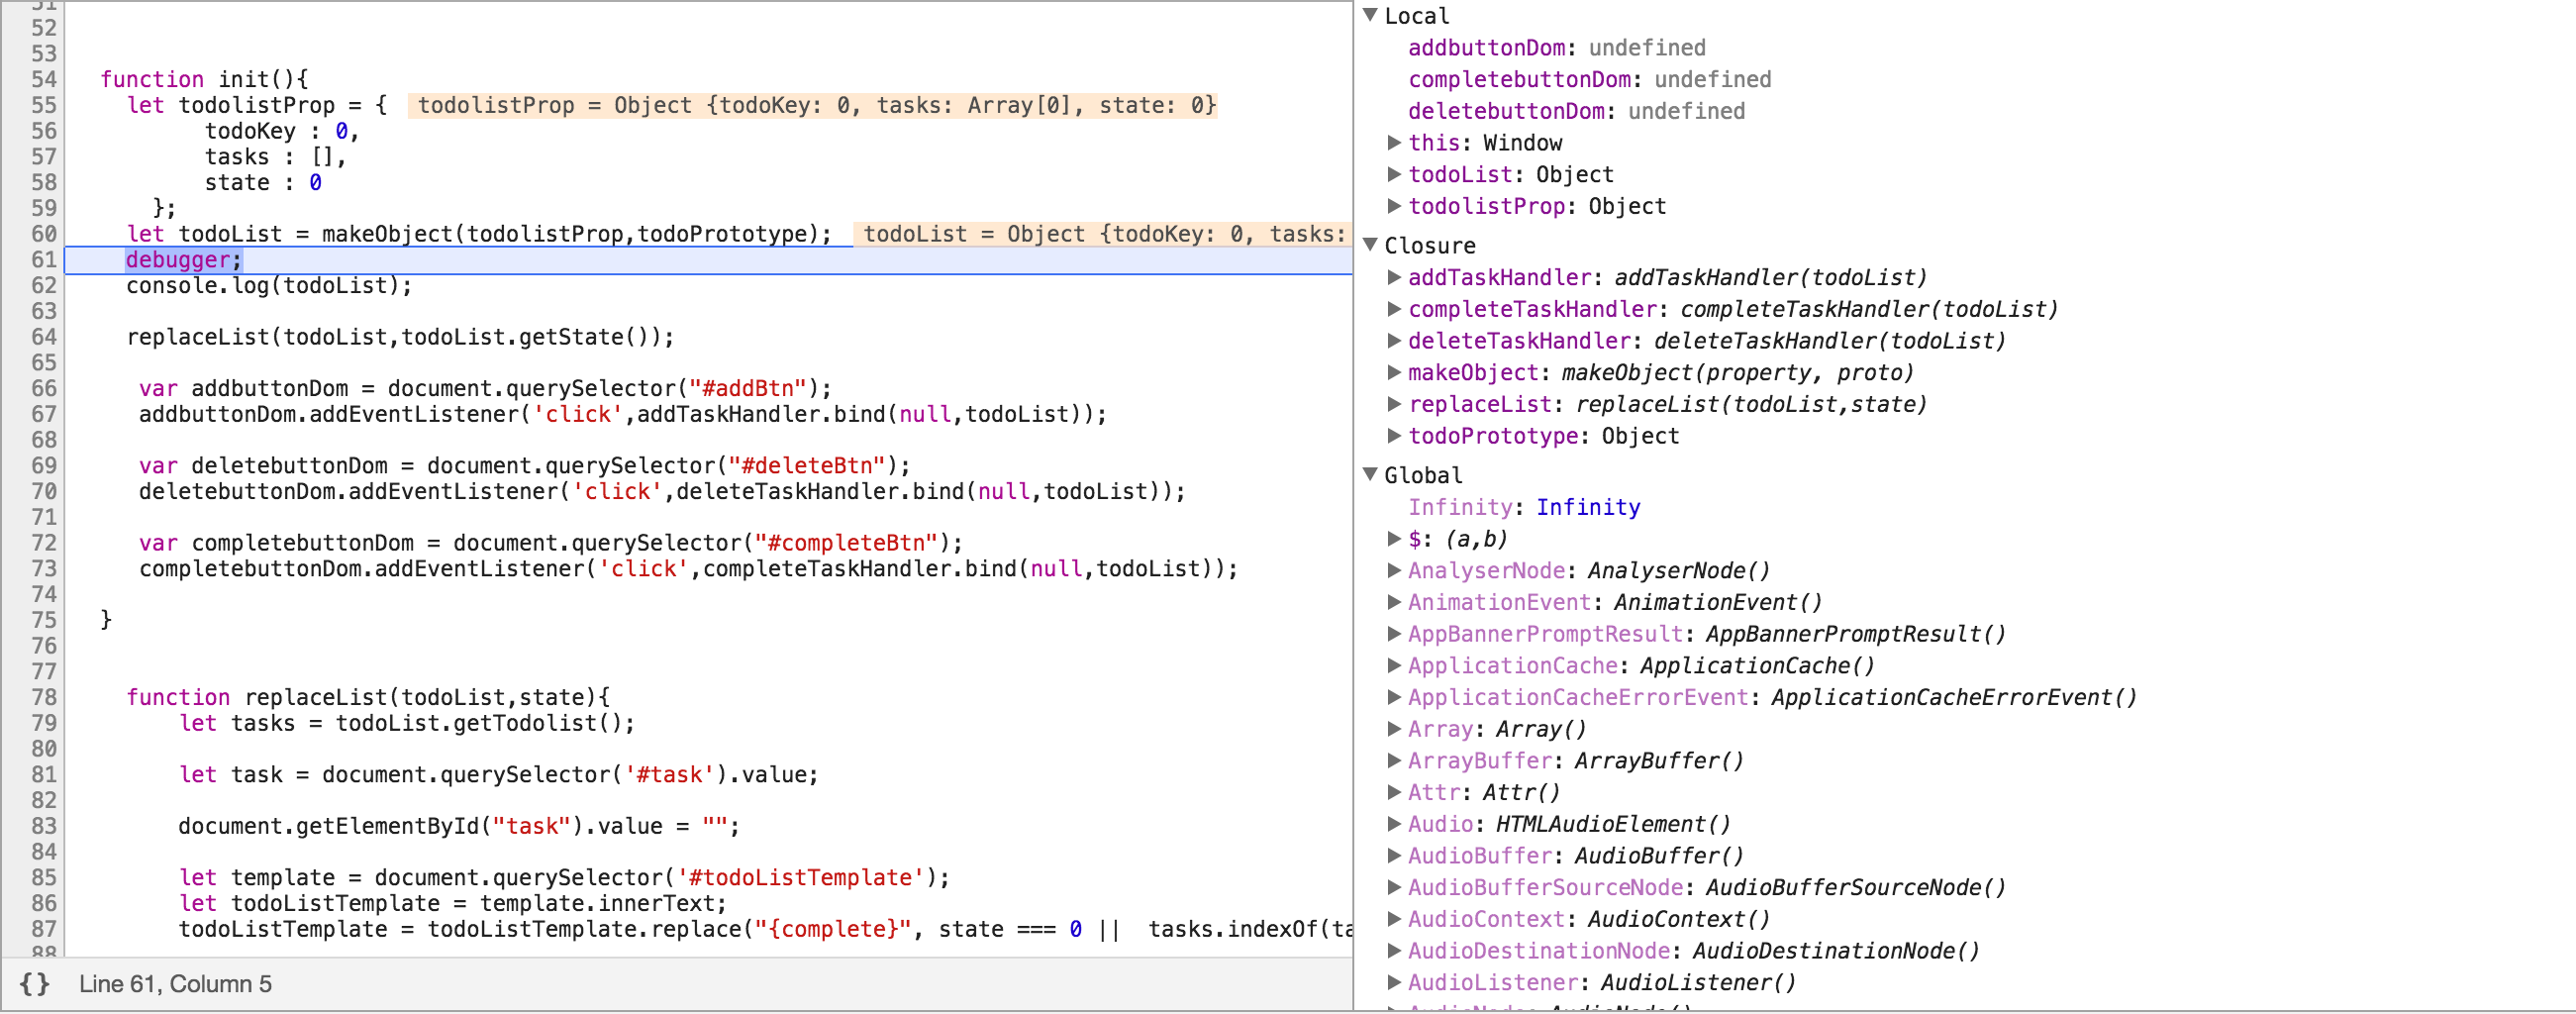 51
52
53
54 function init(){
55 let todolistProp = { todolistProp = Object {todoKey: 0, tasks: Array[0], state: 0}
56 todoKey : 0,
57 tasks : [],
58 state : 0
59 };
60 let todoList = makeObject(todolistProp,todoPrototype); todoList = Object {todoKey: 0, tasks:
61 debugger;
62 console.log(todoList);
63
64 replaceList(todoList,todoList.getState());
65
66 var addbuttonDom = document.querySelector("#addBtn");
67 addbuttonDom.addEventListener('click',addTaskHandler.bind(null,todoList));
68
69 var deletebuttonDom = document.querySelector("#deleteBtn");
70 deletebuttonDom.addEventListener('click',deleteTaskHandler.bind(null,todoList));
71
72 var completebuttonDom = document.querySelector("#completeBtn");
73 completebuttonDom.addEventListener('click',completeTaskHandler.bind(null,todoList));
74
75 }
76
77
78 function replaceList(todoList,state){
79 let tasks = todoList.getTodolist();
80
81 let task = document.querySelector('#task').value;
82
83 document.getElementById("task").value = "";
84
85 let template = document.querySelector('#todoListTemplate');
86 let todoListTemplate = template.innerText;
87 todoListTemplate = todoListTemplate.replace("{complete}", state === 0 || tasks.indexOf(ta
88
{} Line 61, Column 5
Local
addbuttonDom: undefined
completebuttonDom: undefined
deletebuttonDom: undefined
this: Window
todoList: Object
todolistProp: Object
Closure
addTaskHandler: addTaskHandler(todoList)
completeTaskHandler: completeTaskHandler(todoList)
deleteTaskHandler: deleteTaskHandler(todoList)
makeObject: makeObject(property, proto)
replaceList: replaceList(todoList,state)
todoPrototype: Object
Global
Infinity: Infinity
$: (a,b)
AnalyserNode: AnalyserNode()
AnimationEvent: AnimationEvent()
AppBannerPromptResult: AppBannerPromptResult()
ApplicationCache: ApplicationCache()
ApplicationCacheErrorEvent: ApplicationCacheErrorEvent()
Array: Array()
ArrayBuffer: ArrayBuffer()
Attr: Attr()
Audio: HTMLAudioElement()
AudioBuffer: AudioBuffer()
AudioBufferSourceNode: AudioBufferSourceNode()
AudioContext: AudioContext()
AudioDestinationNode: AudioDestinationNode()
AudioListener: AudioListener()
AudioNode: AudioNode()